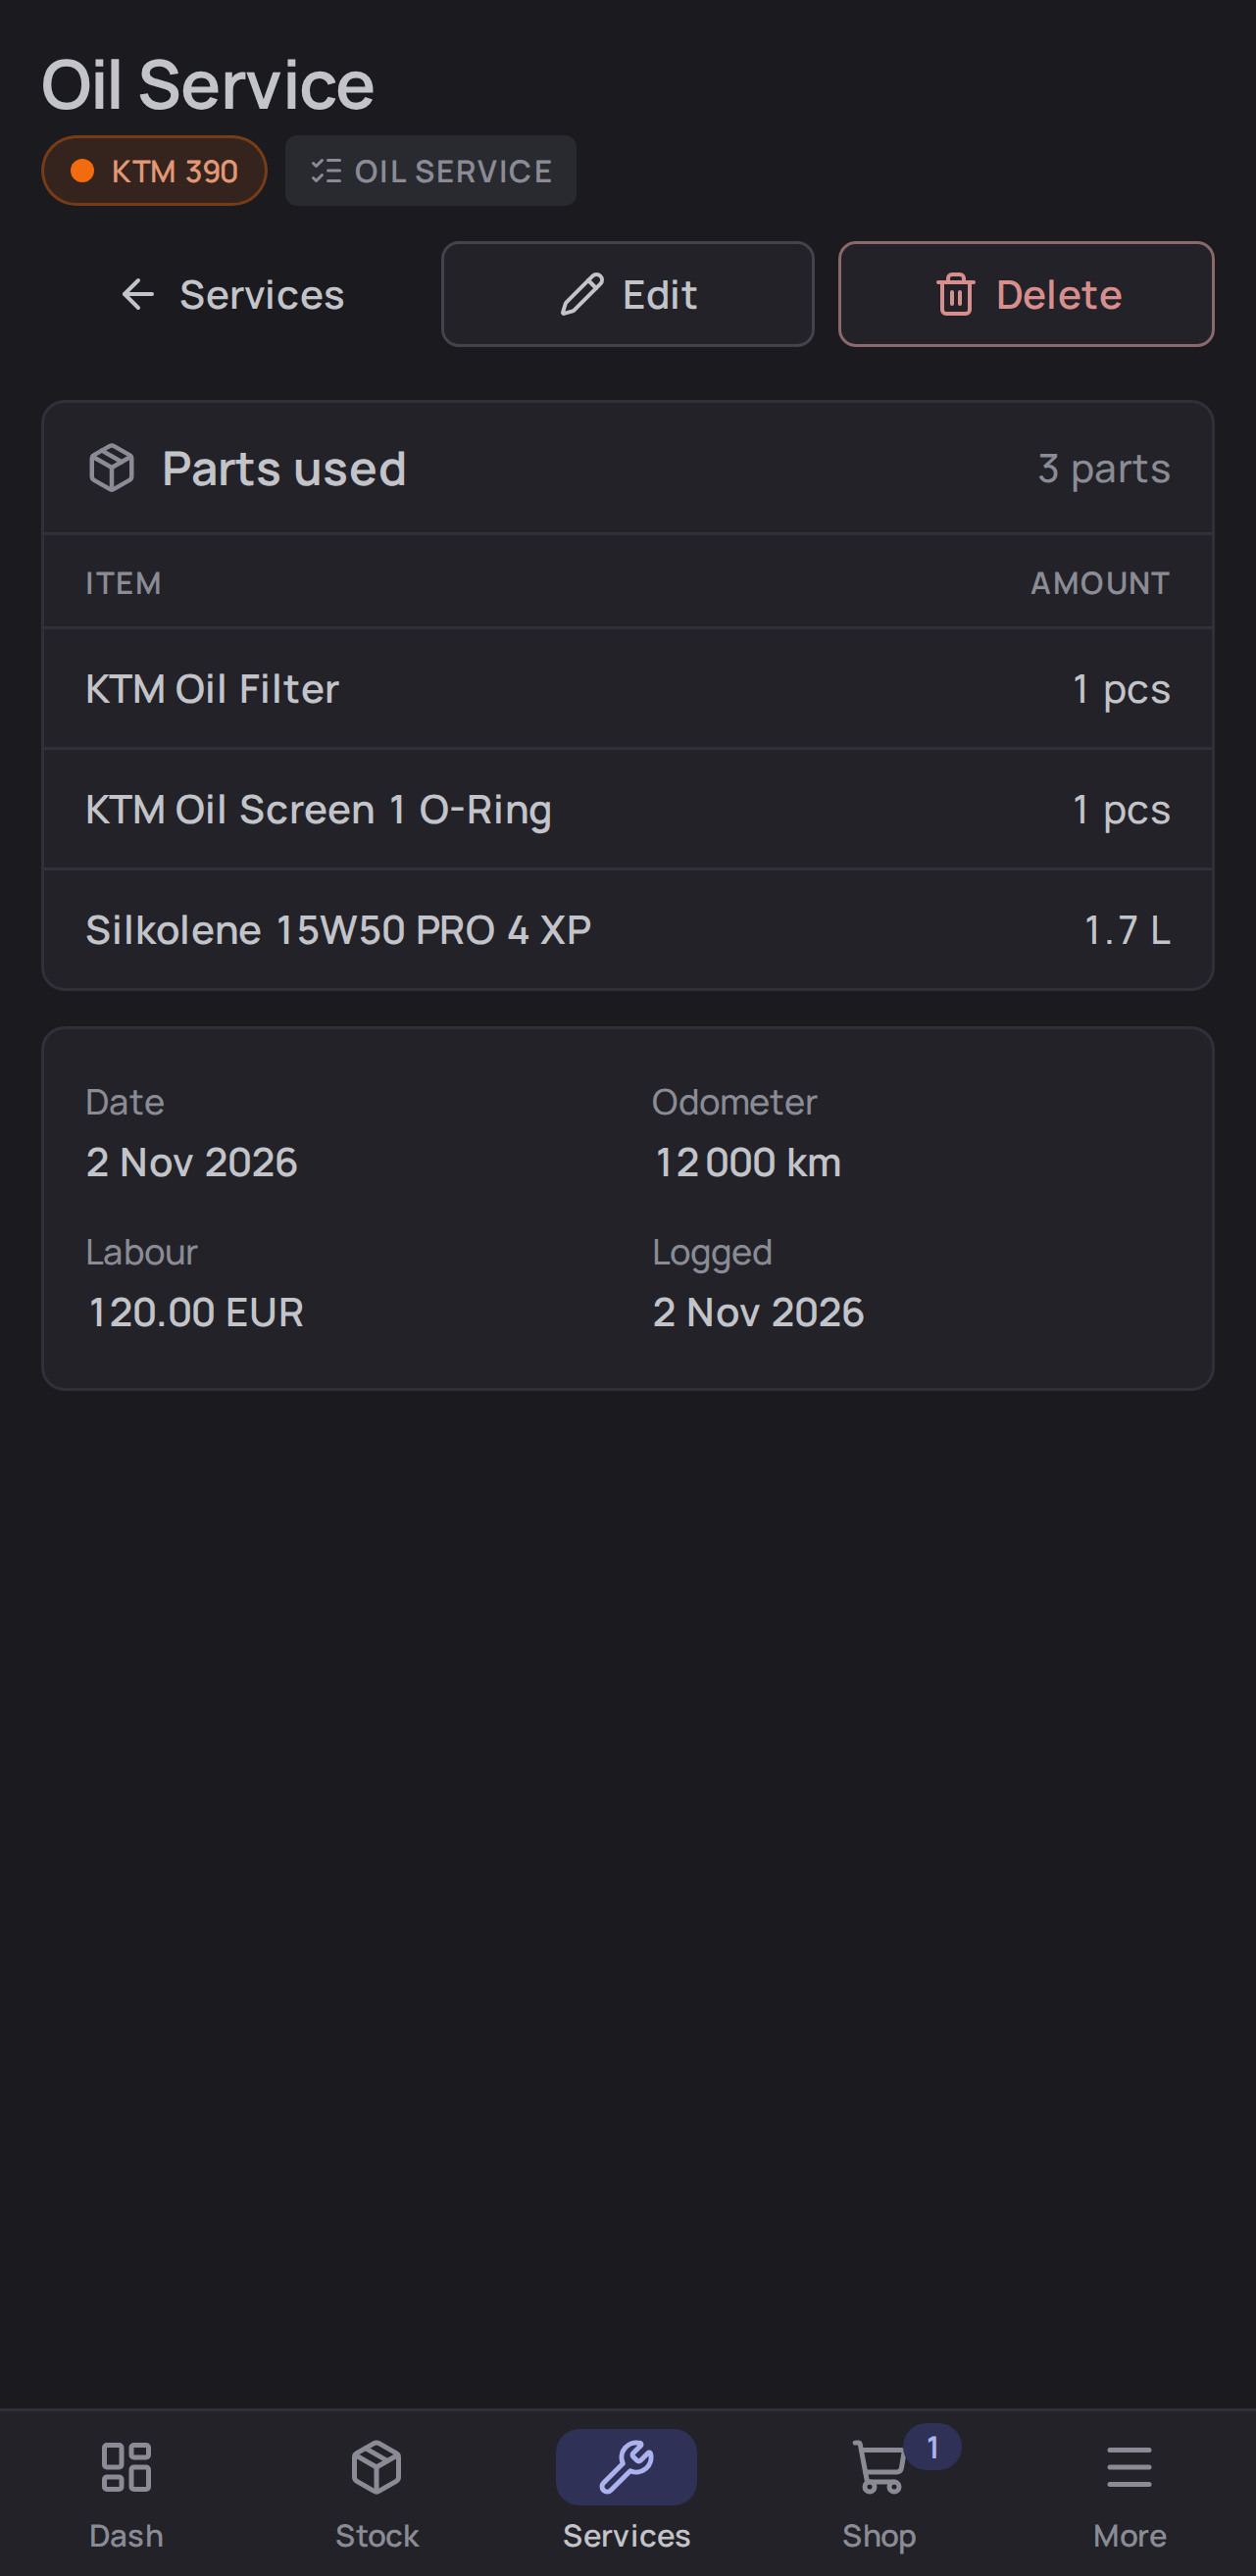 Oil Service
KTM 390 OIL SERVICE
Services Edit Delete
Parts used 3 parts
ITEM AMOUNT
KTM Oil Filter 1 pcs
KTM Oil Screen 1 O-Ring 1 pcs
Silkolene 15W50 PRO 4 XP 1.7 L
Date Odometer
2 Nov 2026 12 000 km
Labour Logged
120.00 EUR 2 Nov 2026
1
Dash Stock Services Shop More